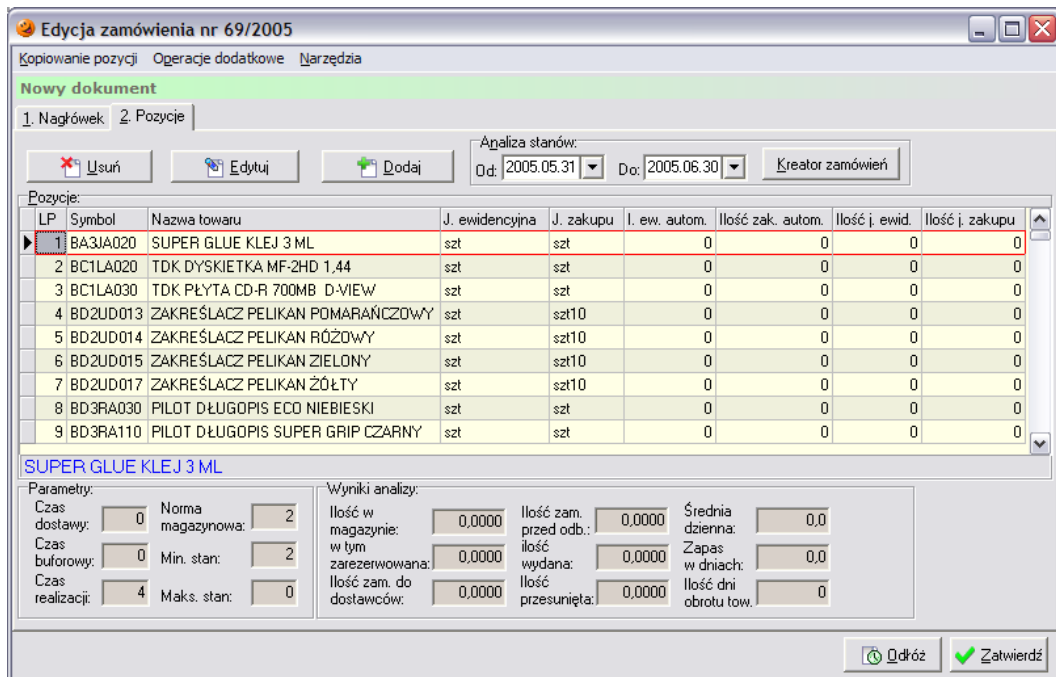 Edycja zamówienia nr 69/2005
Kopiowanie pozycji Operacje dodatkowe Narzędzia
Nowy dokument
1. Nagłówek 2. Pozycje
Analiza stanów:
Usuń Edytuj Dodaj Od: 2005.05.31 Do: 2005.06.30 Kreator zamówień
Pozycje:
LP Symbol Nazwa towaru J. ewidencyjna J. zakupu I. ew. autom. Ilość zak. autom. Ilość j. ewid. Ilość j. zakupu
1 BA3JA020 SUPER GLUE KLEJ 3 ML szt szt 0 0 0 0
2 BC1LA020 TDK DYSKIETKA MF-2HD 1,44 szt szt 0 0 0 0
3 BC1LA030 TDK PŁYTA CD-R 700MB D-VIEW szt szt 0 0 0 0
4 BD2UD013 ZAKREŚLACZ PELIKAN POMARAŃCZOWY szt szt10 0 0 0 0
5 BD2UD014 ZAKREŚLACZ PELIKAN RÓŻOWY szt szt10 0 0 0 0
6 BD2UD015 ZAKREŚLACZ PELIKAN ZIELONY szt szt10 0 0 0 0
7 BD2UD017 ZAKREŚLACZ PELIKAN ŻÓŁTY szt szt10 0 0 0 0
8 BD3RA030 PILOT DŁUGOPIS ECO NIEBIESKI szt szt 0 0 0 0
9 BD3RA110 PILOT DŁUGOPIS SUPER GRIP CZARNY szt szt 0 0 0 0
SUPER GLUE KLEJ 3 ML
Parametry:
Czas dostawy: 0 Norma magazynowa: 2
Czas buforowy: 0 Min. stan: 2
Czas realizacji: 4 Maks. stan: 0
Wyniki analizy:
Ilość w magazynie: 0,0000 Ilość zam. przed odb.: 0,0000 Średnia dzienna: 0,0
w tym zarezerwowana: 0,0000 ilość wydana: 0,0000 Zapas w dniach: 0,0
Ilość zam. do dostawców: 0,0000 Ilość przesunięta: 0,0000 Ilość dni obrotu tow. 0
Odłóż Zatwierdź